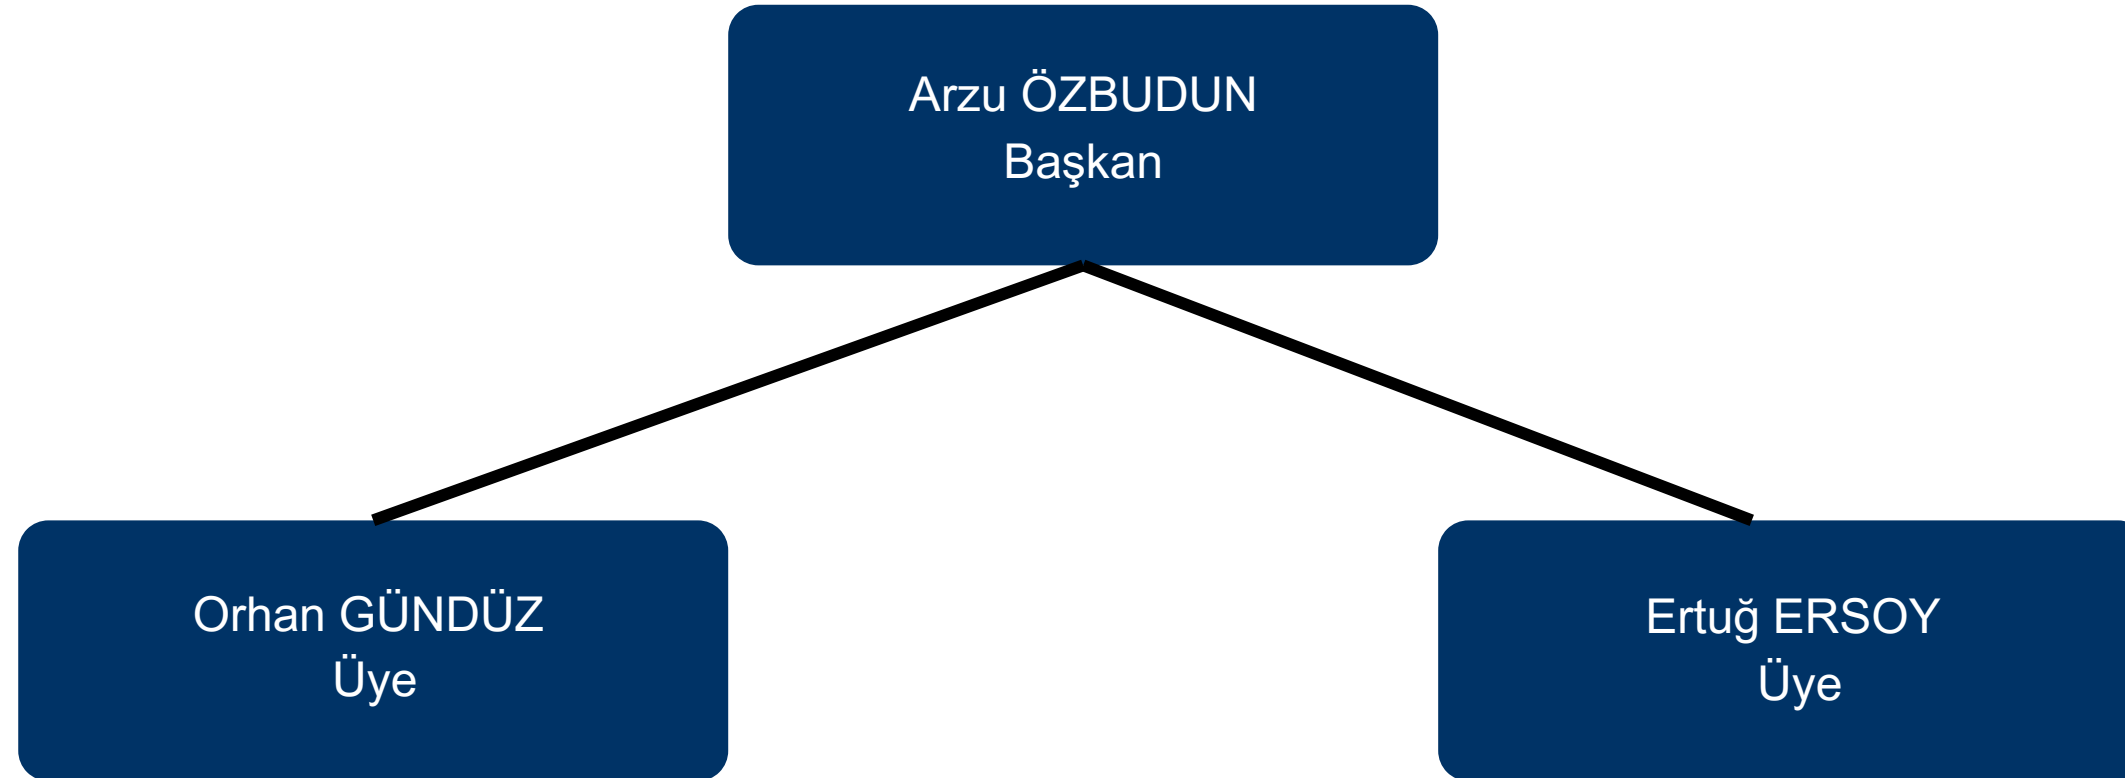 Arzu ÖZBUDUN
Başkan
Orhan GÜNDÜZ
Üye
Ertuğ ERSOY
Üye